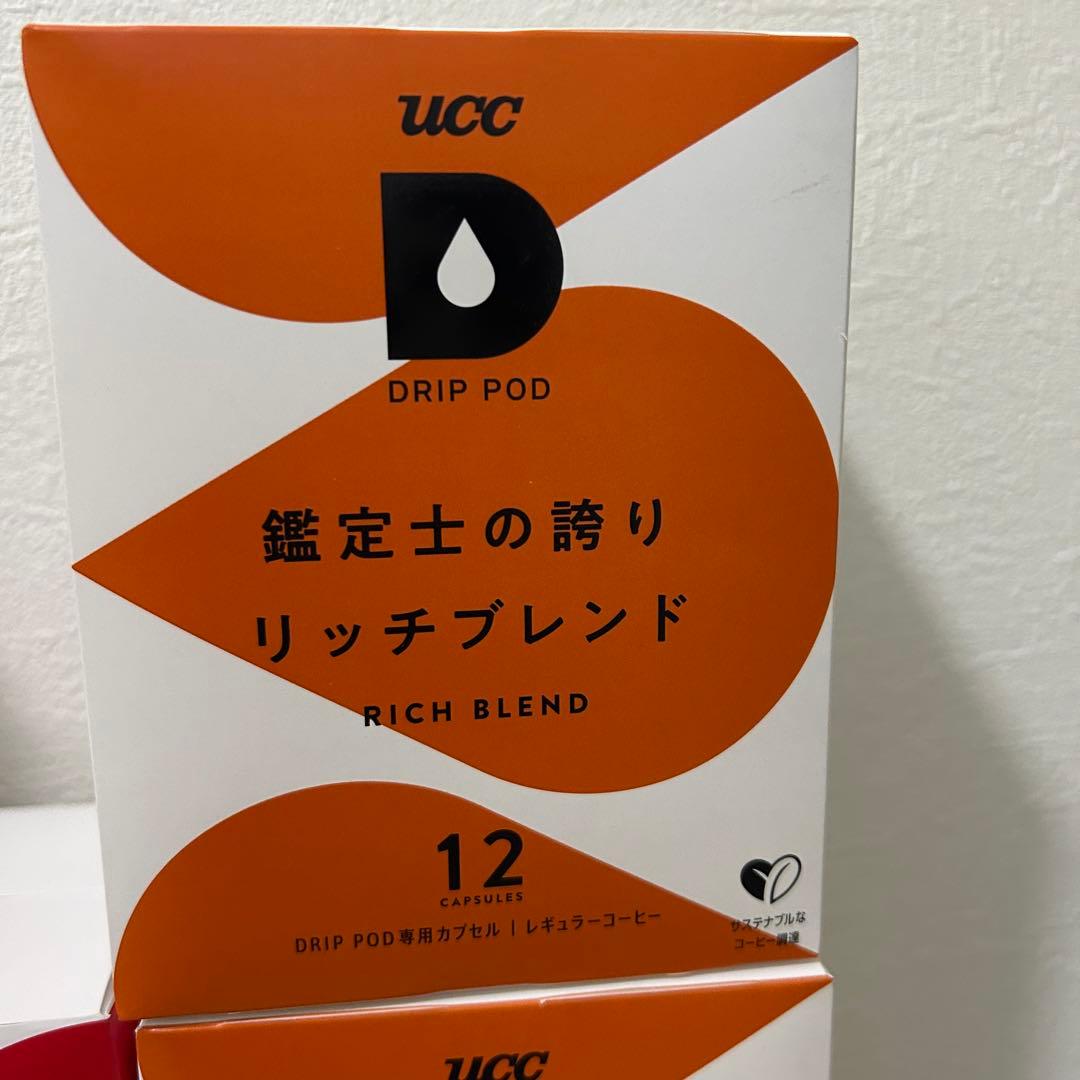 UCC
DRIP POD
鑑定士の誇り
リッチブレンド
RICH BLEND
12
CAPSULES
DRIP POD専用カプセル | レギュラーコーヒー
サステナブルな
コーヒー調達
UCC